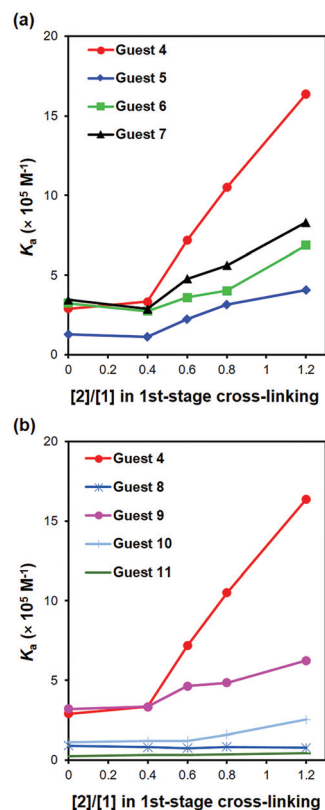 (a)
20
Guest 4
Guest 5
15
Guest 6
Guest 7
Ka (× 10⁵ M⁻¹)
10
5
0
0 0.2 0.4 0.6 0.8 1 1.2
[2]/[1] in 1st-stage cross-linking
(b)
20
Guest 4
Guest 8
15
Guest 9
Guest 10
Ka (× 10⁵ M⁻¹)
10
Guest 11
5
0
0 0.2 0.4 0.6 0.8 1 1.2
[2]/[1] in 1st-stage cross-linking